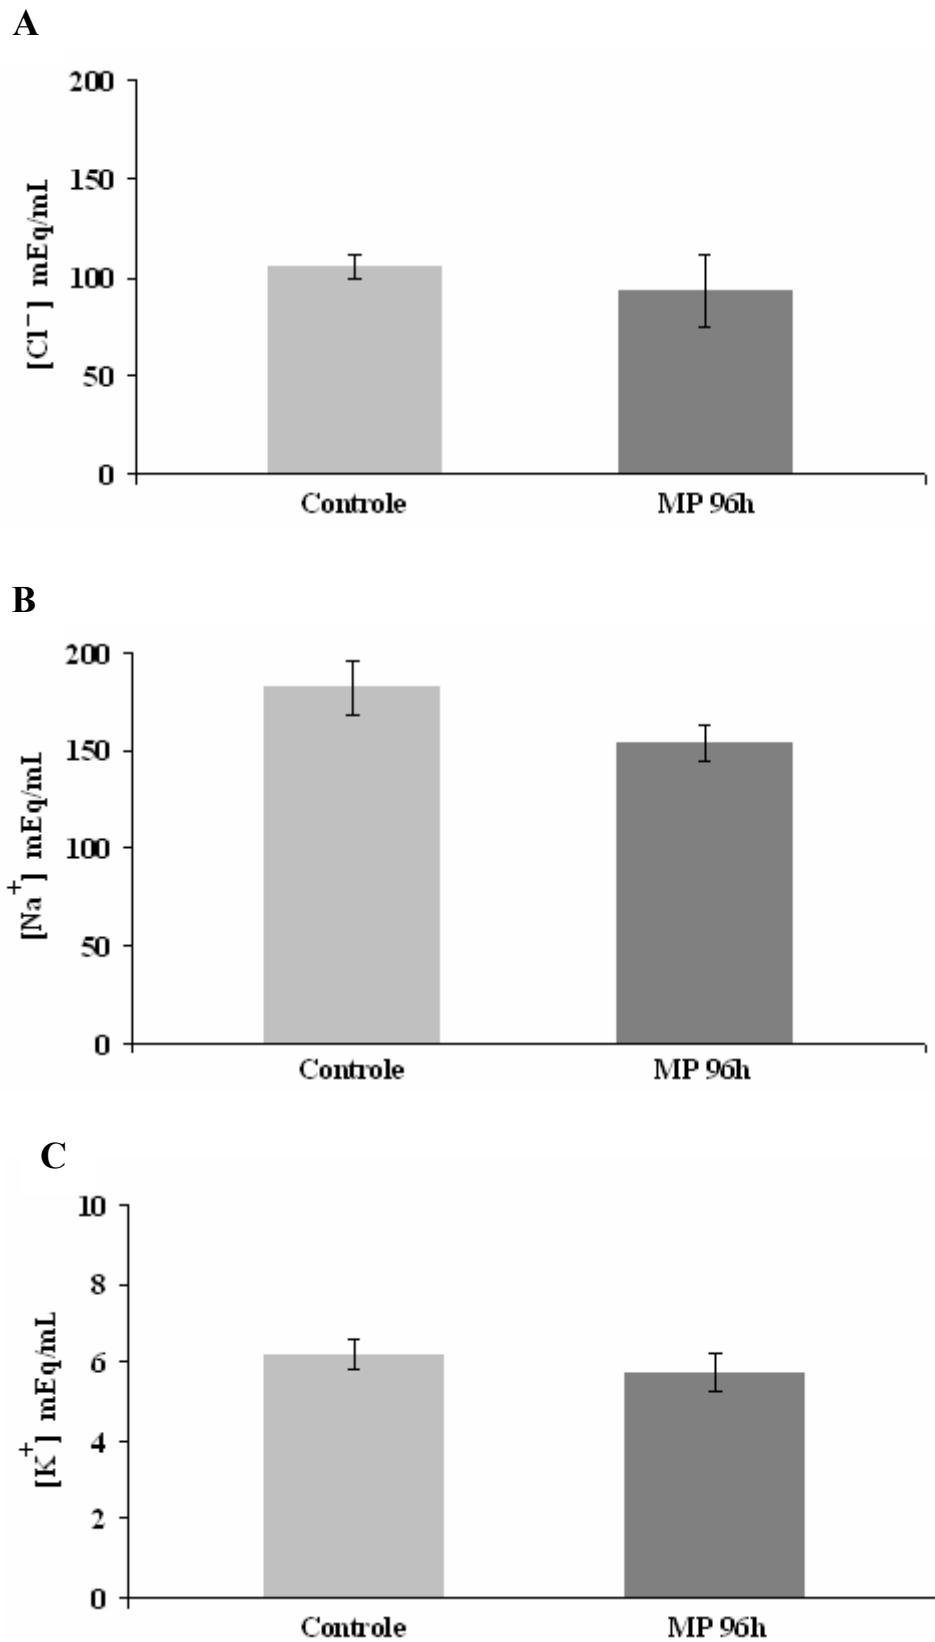 A
200
150
100
50
0
[Cl⁻] mEq/mL
Controle MP 96h
B
200
150
100
50
0
[Na⁺] mEq/mL
Controle MP 96h
C
10
8
6
4
2
0
[K⁺] mEq/mL
Controle MP 96h